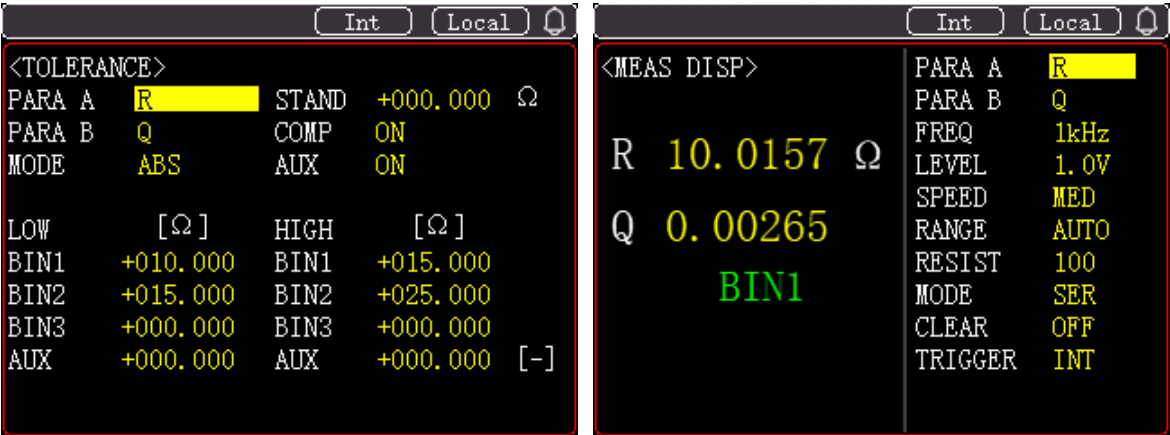 Int Local
<TOLERANCE>
PARA A R STAND +000.000 Ω
PARA B Q COMP ON
MODE ABS AUX ON
LOW [Ω] HIGH [Ω]
BIN1 +010.000 BIN1 +015.000
BIN2 +015.000 BIN2 +025.000
BIN3 +000.000 BIN3 +000.000
AUX +000.000 AUX +000.000 [-]
Int Local
<MEAS DISP>
R 10.0157 Ω
Q 0.00265
BIN1
PARA A R
PARA B Q
FREQ 1kHz
LEVEL 1.0V
SPEED MED
RANGE AUTO
RESIST 100
MODE SER
CLEAR OFF
TRIGGER INT